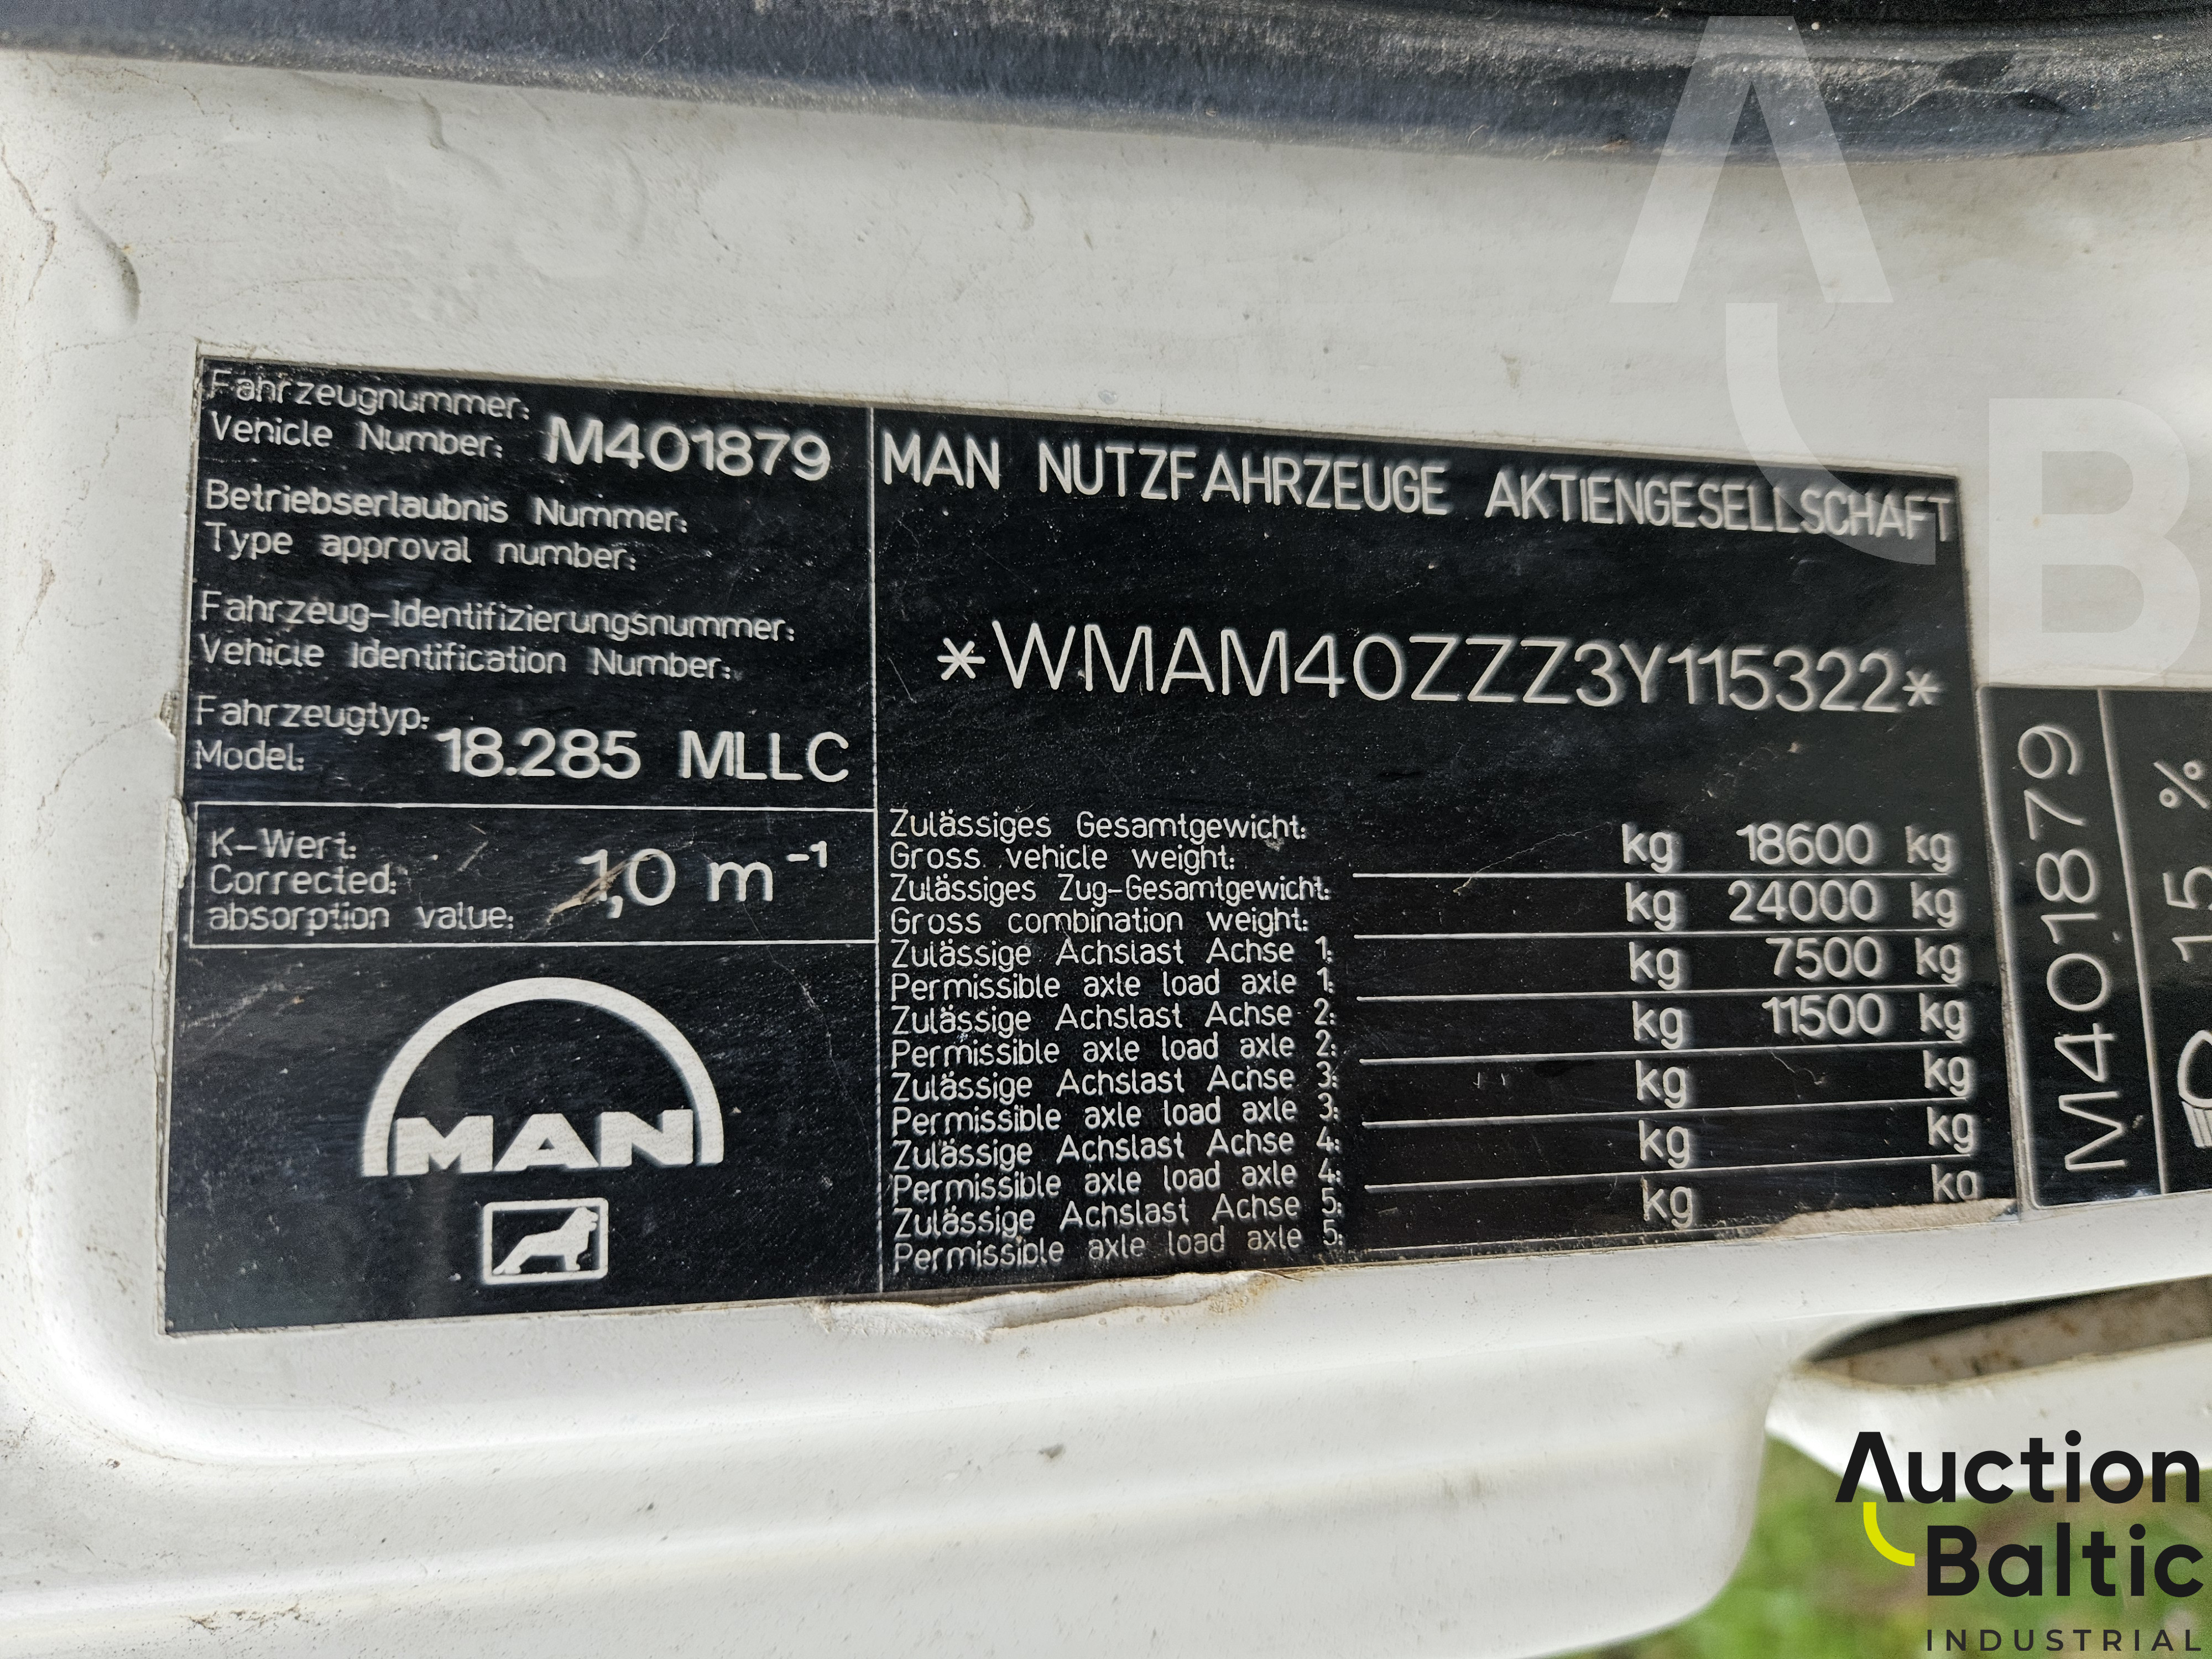 Fahrzeugnummer:
Vehicle Number: M401879
Betriebserlaubnis Nummer:
Type approval number:
Fahrzeug-Identifizierungsnummer:
Vehicle Identification Number:
Fahrzeugtyp:
Model: 18.285 MLLC
K-Wert:
Corrected: 1,0 m⁻¹
absorption value:
MAN
MAN NUTZFAHRZEUGE AKTIENGESELLSCHAFT
*WMAM40ZZZ3Y115322*
Zulässiges Gesamtgewicht:
Gross vehicle weight: kg 18600 kg
Zulässiges Zug-Gesamtgewicht:
Gross combination weight: kg 24000 kg
Zulässige Achslast Achse 1:
Permissible axle load axle 1: kg 7500 kg
Zulässige Achslast Achse 2:
Permissible axle load axle 2: kg 11500 kg
Zulässige Achslast Achse 3:
Permissible axle load axle 3: kg kg
Zulässige Achslast Achse 4:
Permissible axle load axle 4: kg kg
Zulässige Achslast Achse 5:
Permissible axle load axle 5: kg kg
M401879
15 %
AB
Auction
Baltic
INDUSTRIAL